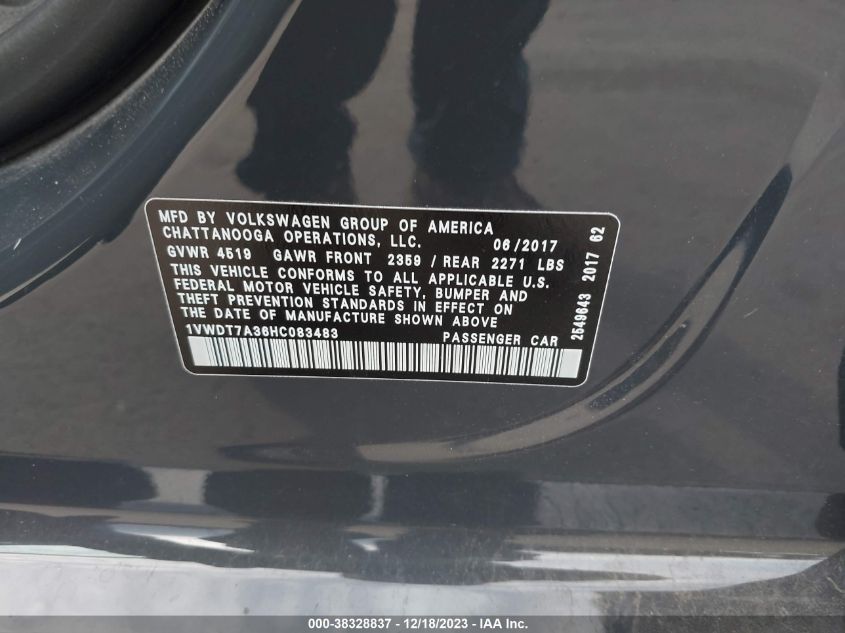 MFD BY VOLKSWAGEN GROUP OF AMERICA
CHATTANOOGA OPERATIONS, LLC. 06/2017
GVWR 4519 GAWR FRONT 2359 / REAR 2271 LBS
THIS VEHICLE CONFORMS TO ALL APPLICABLE U.S.
FEDERAL MOTOR VEHICLE SAFETY, BUMPER AND
THEFT PREVENTION STANDARDS IN EFFECT ON
THE DATE OF MANUFACTURE SHOWN ABOVE.
1VWDT7A36HC083483 PASSENGER CAR
2549643 2017 62
000-38328837 - 12/18/2023 - IAA Inc.